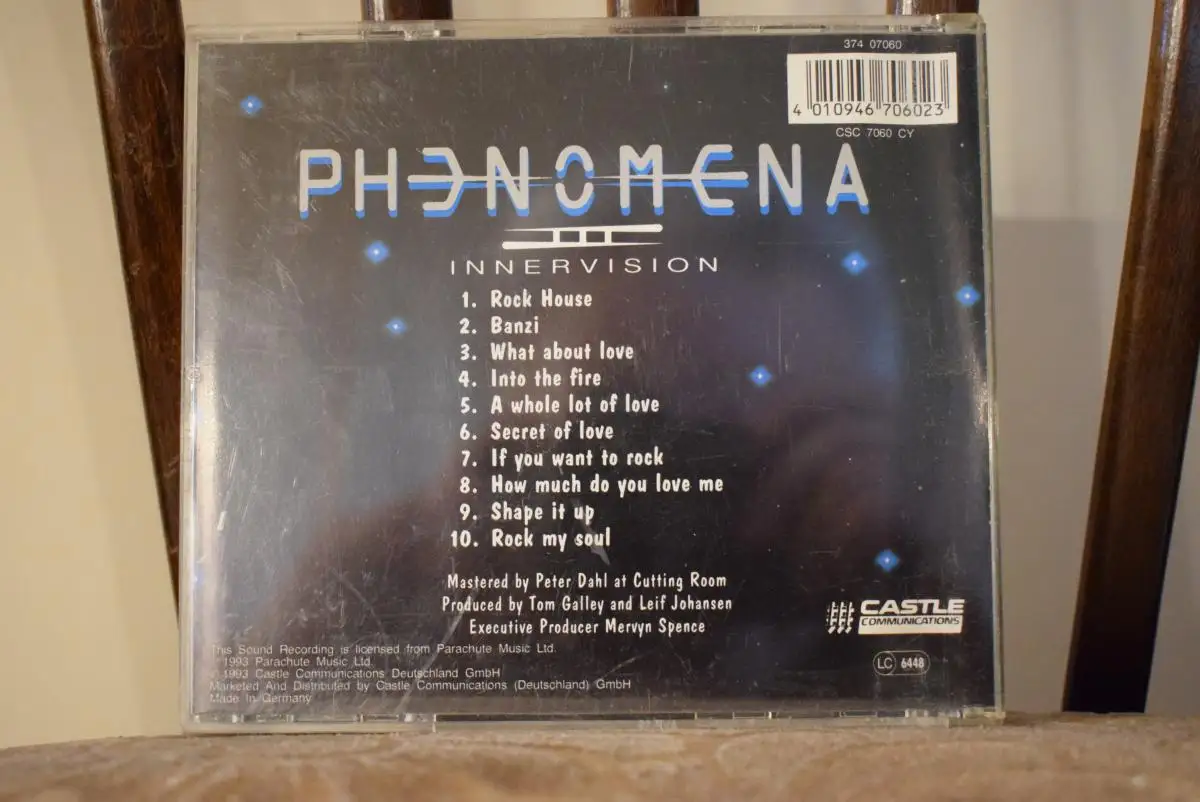 374 07060
4 010946 706023
CSC 7060 CY
PHENOMENA
III
INNERVISION
1. Rock House
2. Banzi
3. What about love
4. Into the fire
5. A whole lot of love
6. Secret of love
7. If you want to rock
8. How much do you love me
9. Shape it up
10. Rock my soul
Mastered by Peter Dahl at Cutting Room
Produced by Tom Galley and Leif Johansen
Executive Producer Mervyn Spence
CASTLE
COMMUNICATIONS
LC 6448
This Sound Recording is licensed from Parachute Music Ltd.
℗1993 Parachute Music Ltd.
©1993 Castle Communications Deutschland GmbH
Marketed And Distributed by Castle Communications (Deutschland) GmbH
Made In Germany